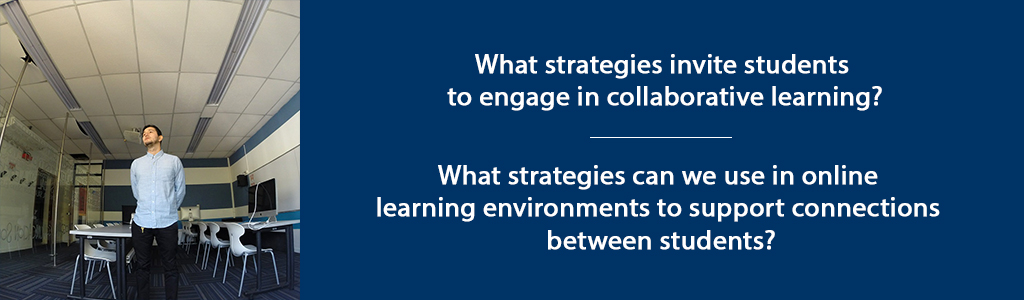 What strategies invite students
to engage in collaborative learning?
What strategies can we use in online
learning environments to support connections
between students?